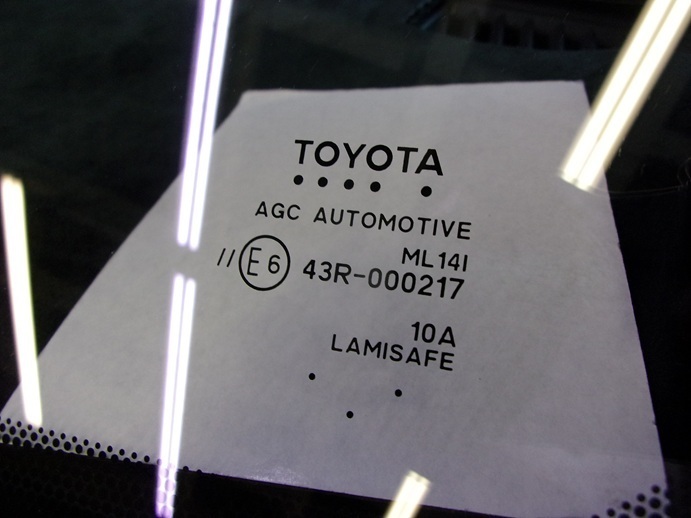 TOYOTA
AGC AUTOMOTIVE
ML14I
// E6 43R-000217
10A
LAMISAFE